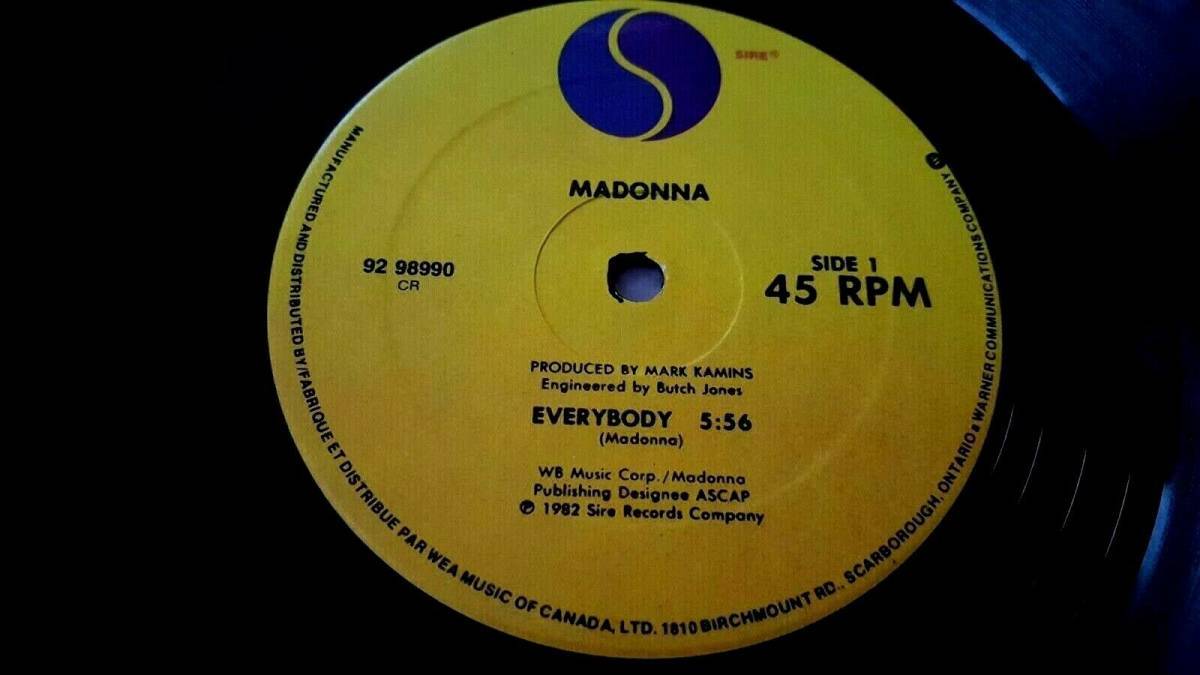 SIRE®
MADONNA
92 98990
CR
SIDE 1
45 RPM
PRODUCED BY MARK KAMINS
Engineered by Butch Jones
EVERYBODY 5:56
(Madonna)
WB Music Corp./Madonna
Publishing Designee ASCAP
℗ 1982 Sire Records Company
MANUFACTURED AND DISTRIBUTED BY/FABRIQUE ET DISTRIBUE PAR WEA MUSIC OF CANADA, LTD. 1810 BIRCHMOUNT RD., SCARBOROUGH, ONTARIO a WARNER COMMUNICATIONS COMPANY